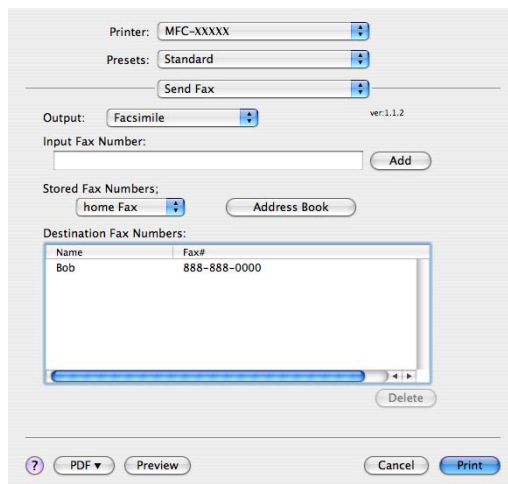 Printer: MFC-XXXXX
Presets: Standard
Send Fax
Output: Facsimile ver:1.1.2
Input Fax Number:
Add
Stored Fax Numbers;
home Fax Address Book
Destination Fax Numbers:
Name Fax#
Bob 888-888-0000
Delete
? PDF▼ Preview Cancel Print